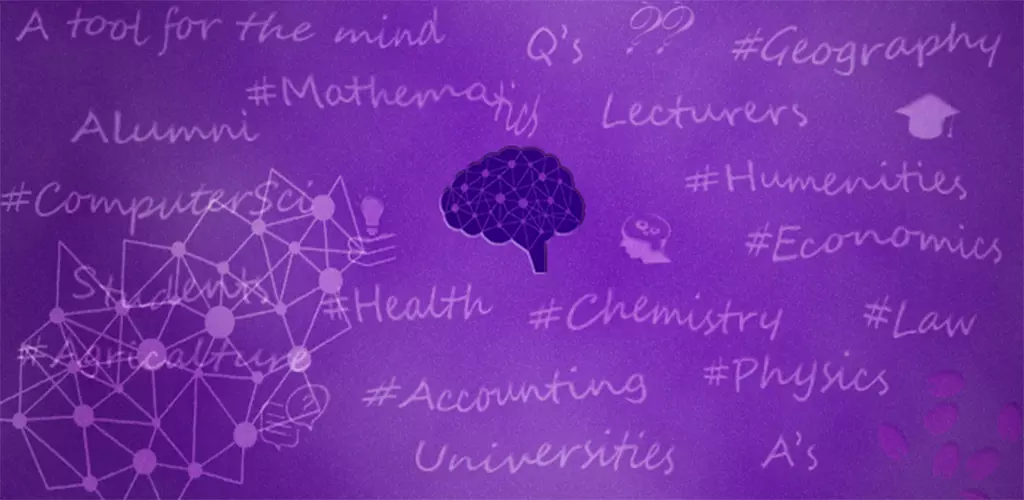 A tool for the mind
Q's
??
#Geography
#Mathematics
Lecturers
Alumni
#Humenities
#ComputerSci
#Economics
Students
#Health
#Chemistry
#Law
#Agricalture
#Physics
#Accounting
Universities
A's